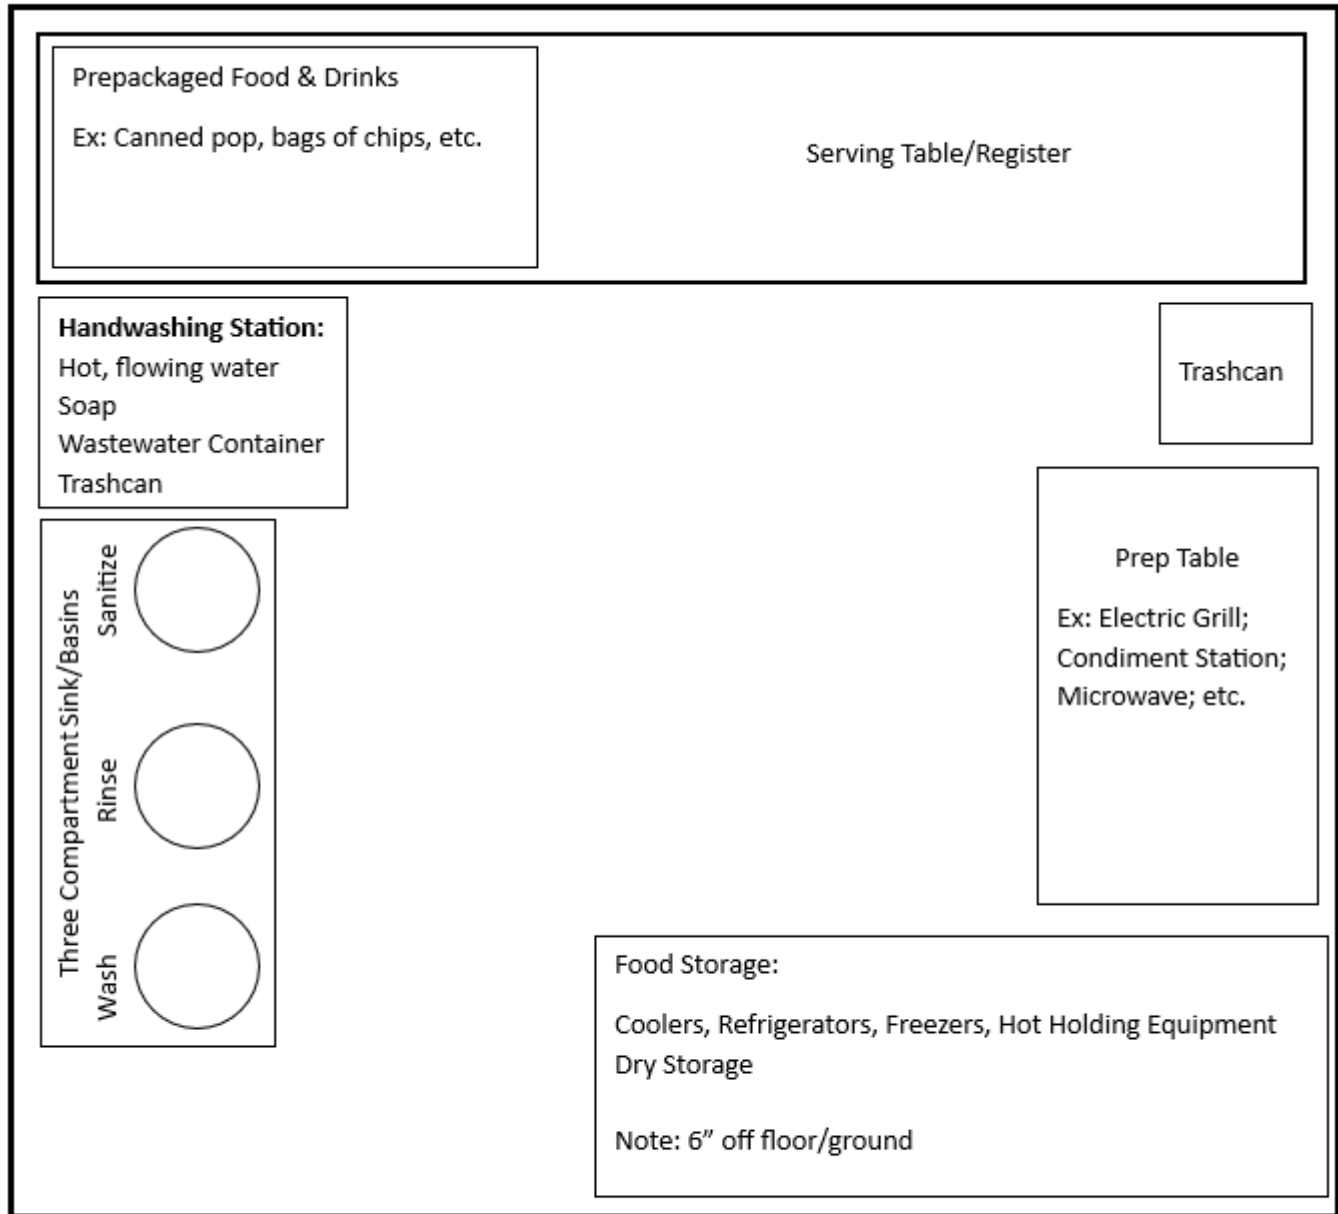 Prepackaged Food & Drinks
Ex: Canned pop, bags of chips, etc.
Serving Table/Register
Handwashing Station:
Hot, flowing water
Soap
Wastewater Container
Trashcan
Trashcan
Three Compartment Sink/Basins
Sanitize
Rinse
Wash
Prep Table
Ex: Electric Grill;
Condiment Station;
Microwave; etc.
Food Storage:
Coolers, Refrigerators, Freezers, Hot Holding Equipment
Dry Storage
Note: 6” off floor/ground